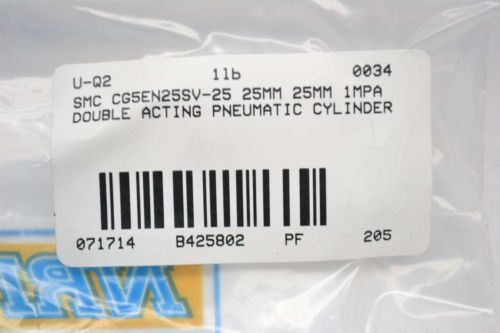 U-Q2 1lb 0034
SMC CG5EN25SV-25 25MM 25MM 1MPA
DOUBLE ACTING PNEUMATIC CYLINDER
071714 B425802 PF 205